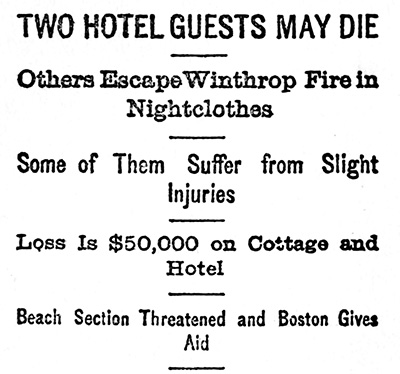 TWO HOTEL GUESTS MAY DIE
Others Escape Winthrop Fire in
Nightclothes
Some of Them Suffer from Slight
Injuries
Loss Is $50,000 on Cottage and
Hotel
Beach Section Threatened and Boston Gives
Aid